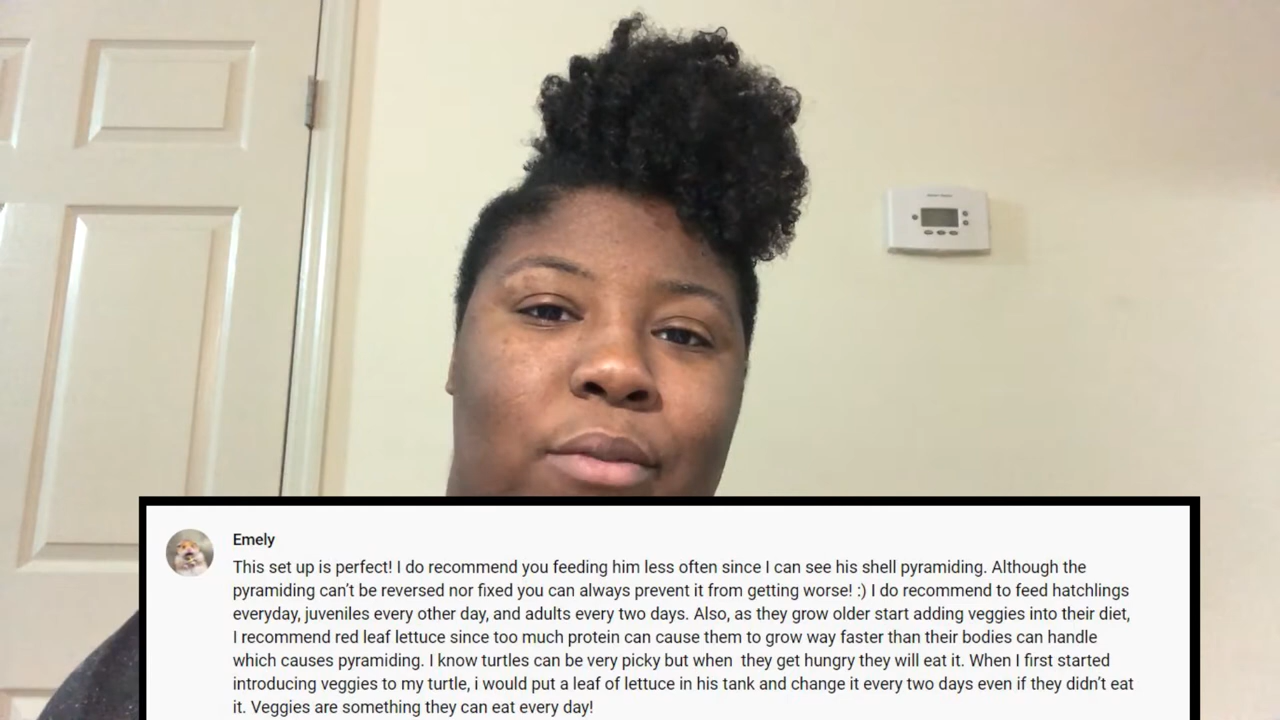 Emely
This set up is perfect! I do recommend you feeding him less often since I can see his shell pyramiding. Although the
pyramiding can’t be reversed nor fixed you can always prevent it from getting worse! :) I do recommend to feed hatchlings
everyday, juveniles every other day, and adults every two days. Also, as they grow older start adding veggies into their diet,
I recommend red leaf lettuce since too much protein can cause them to grow way faster than their bodies can handle
which causes pyramiding. I know turtles can be very picky but when  they get hungry they will eat it. When I first started
introducing veggies to my turtle, i would put a leaf of lettuce in his tank and change it every two days even if they didn’t eat
it. Veggies are something they can eat every day!